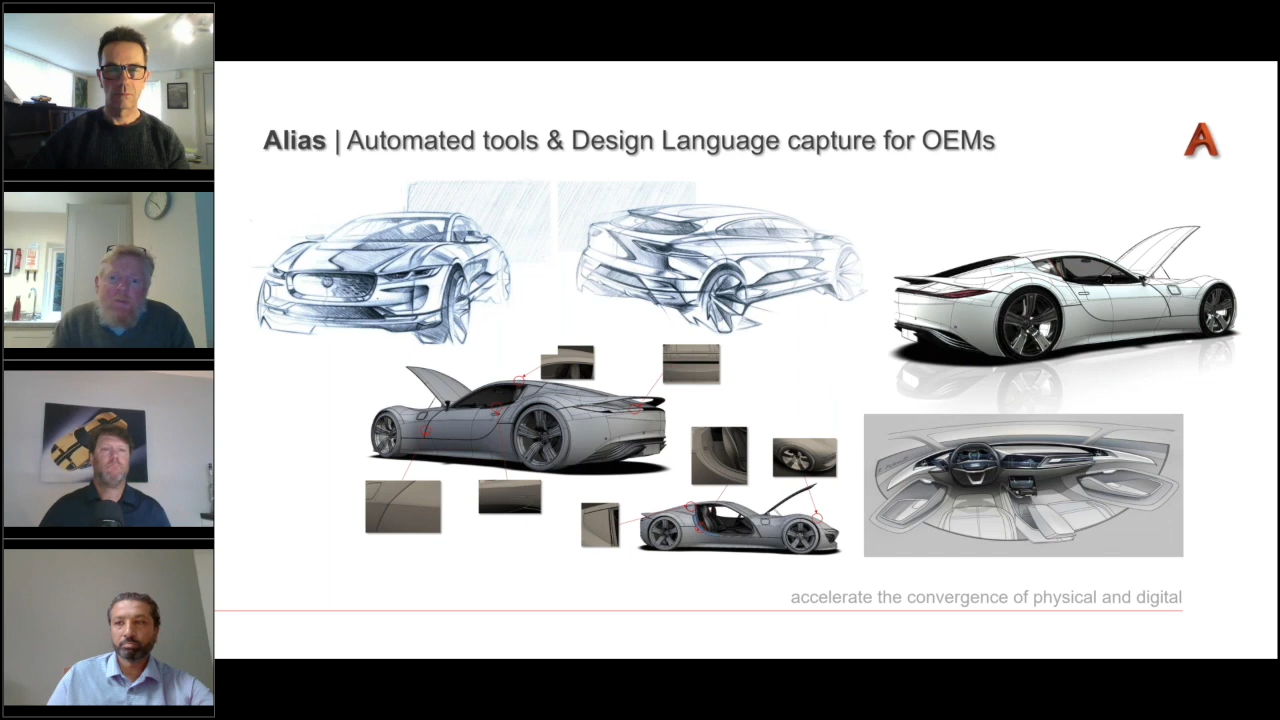 Alias | Automated tools & Design Language capture for OEMs
accelerate the convergence of physical and digital